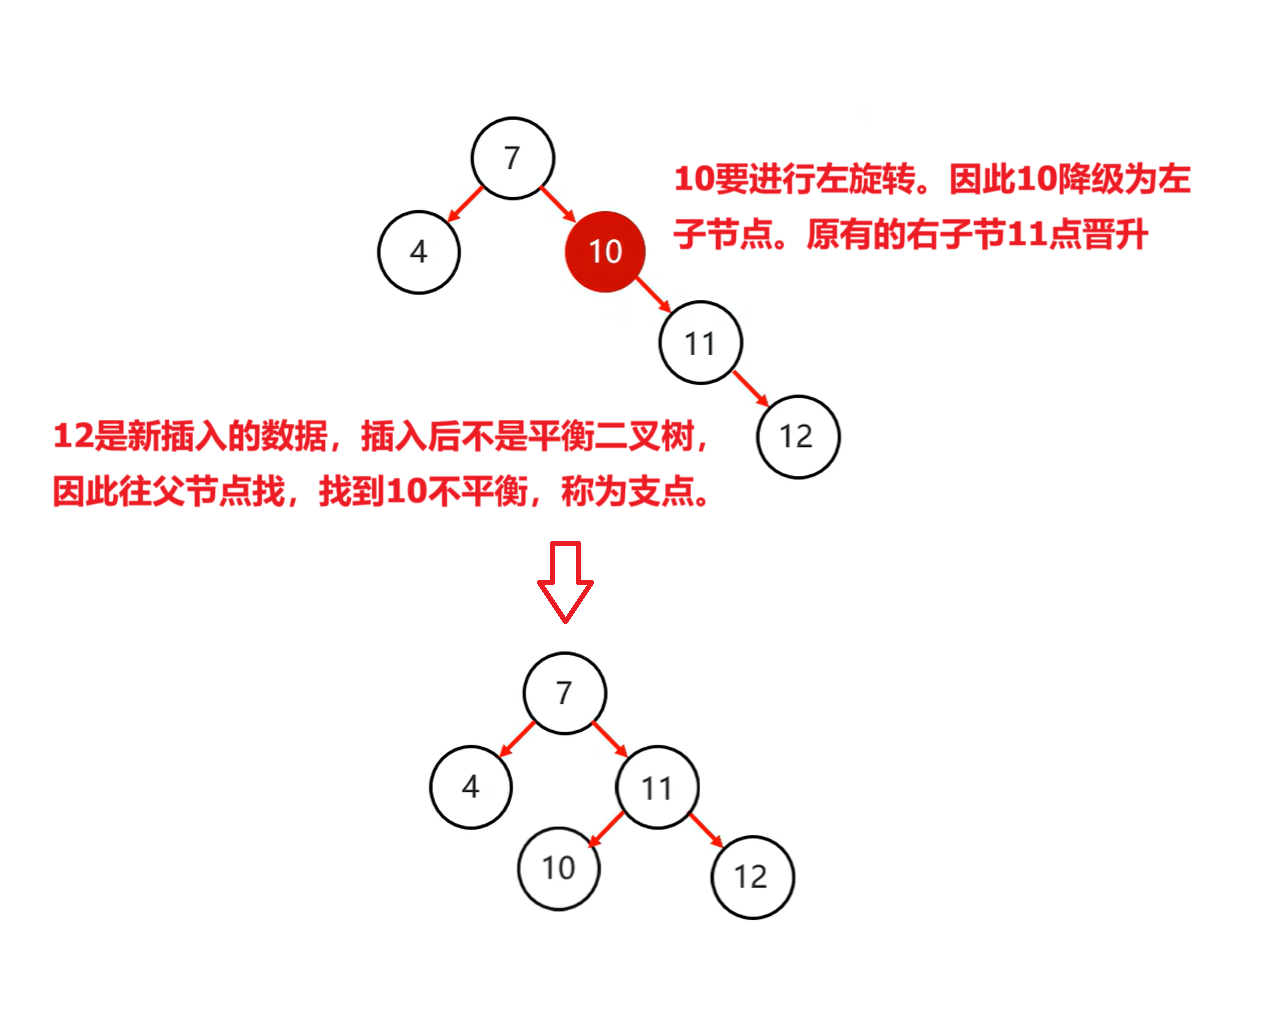 7
10要进行左旋转。因此10降级为左
子节点。原有的右子节11点晋升
4
10
11
12是新插入的数据，插入后不是平衡二叉树，
12
因此往父节点找，找到10不平衡，称为支点。
7
4
11
10
12